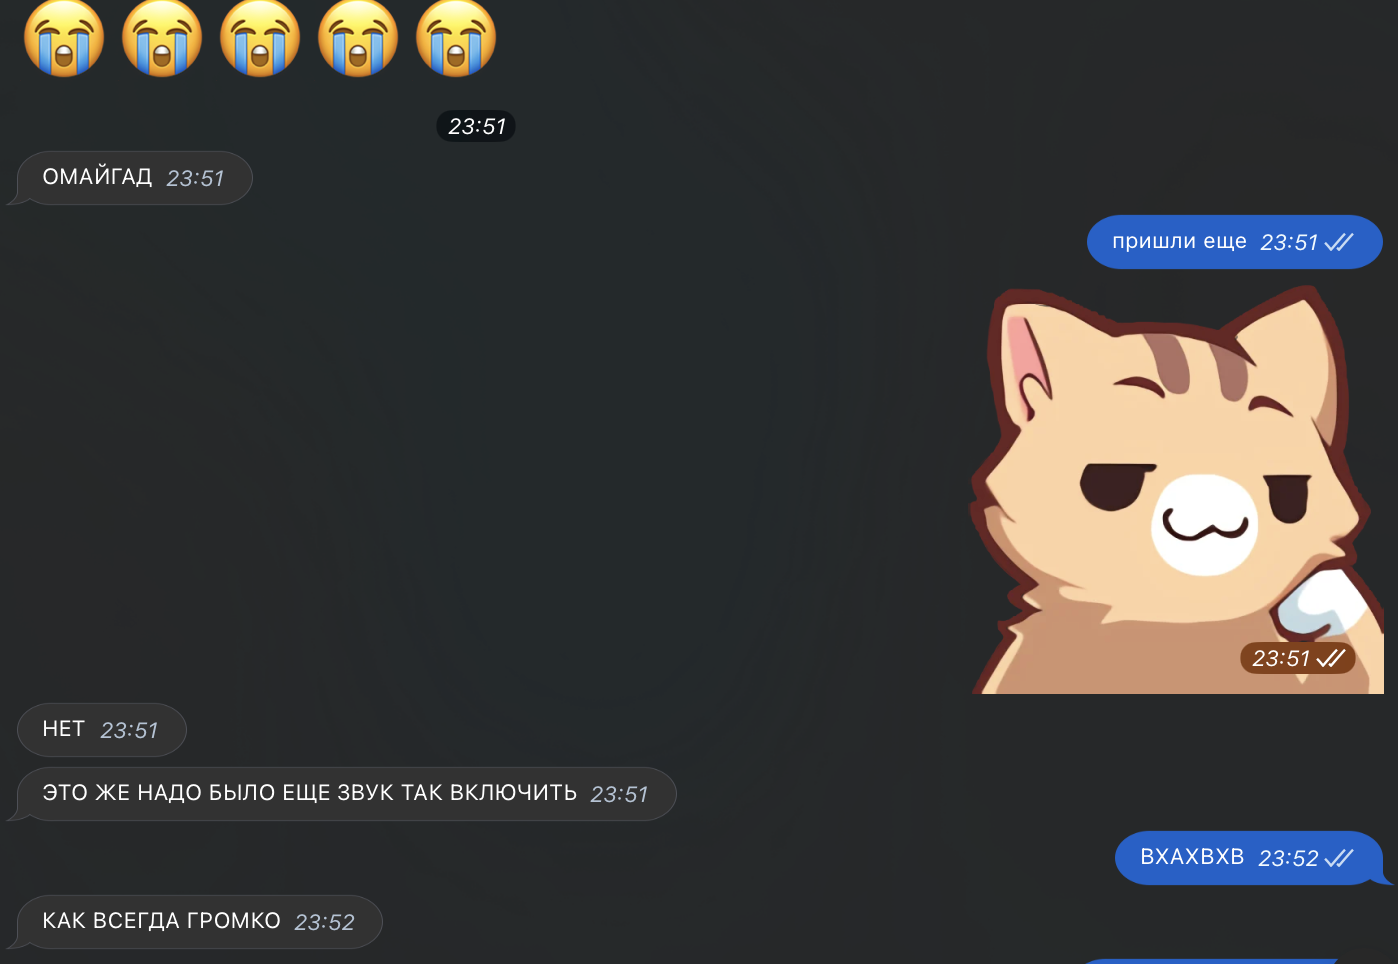 😭😭😭😭😭
23:51
ОМАЙГАД 23:51
пришли еще 23:51
23:51
НЕТ 23:51
ЭТО ЖЕ НАДО БЫЛО ЕЩЕ ЗВУК ТАК ВКЛЮЧИТЬ 23:51
ВХАХВХВ 23:52
КАК ВСЕГДА ГРОМКО 23:52